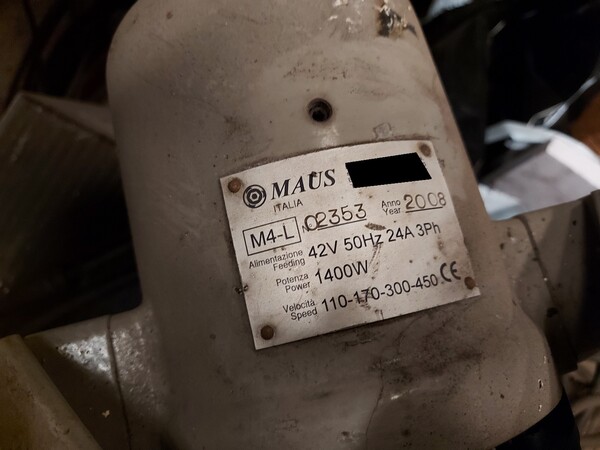 MAUS
ITALIA
M4-L No 02353 Anno Year 2008
Alimentazione Feeding 42V 50Hz 24A 3Ph
Potenza Power 1400W
Velocità Speed 110-170-300-450 CE